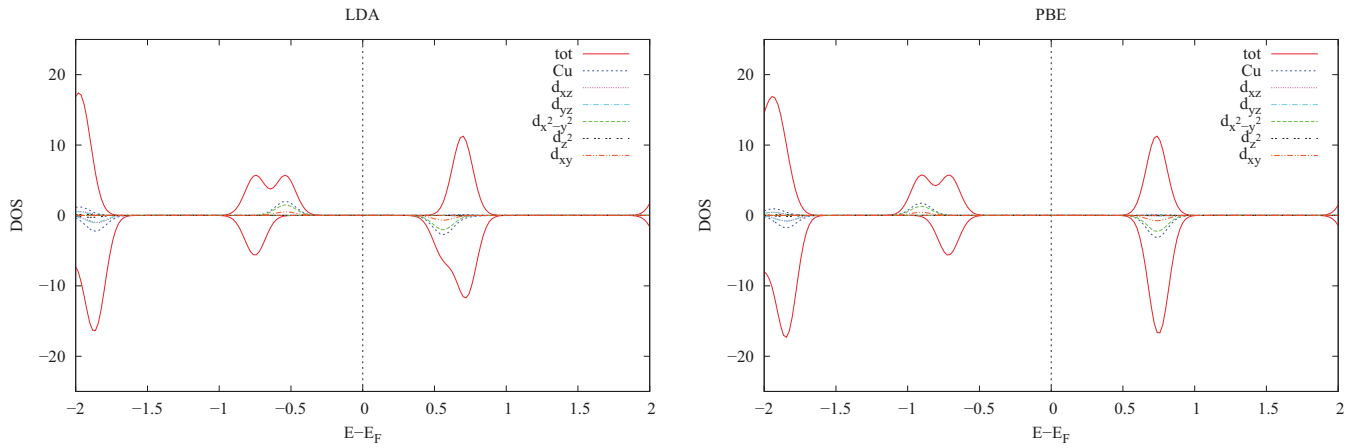 LDA
DOS
20
10
0
−10
−20
−2
−1.5
−1
−0.5
0
0.5
1
1.5
2
E−E_F
tot
Cu
d_xz
d_yz
d_x²−y²
d_z²
d_xy
PBE
DOS
20
10
0
−10
−20
−2
−1.5
−1
−0.5
0
0.5
1
1.5
2
E−E_F
tot
Cu
d_xz
d_yz
d_x²−y²
d_z²
d_xy